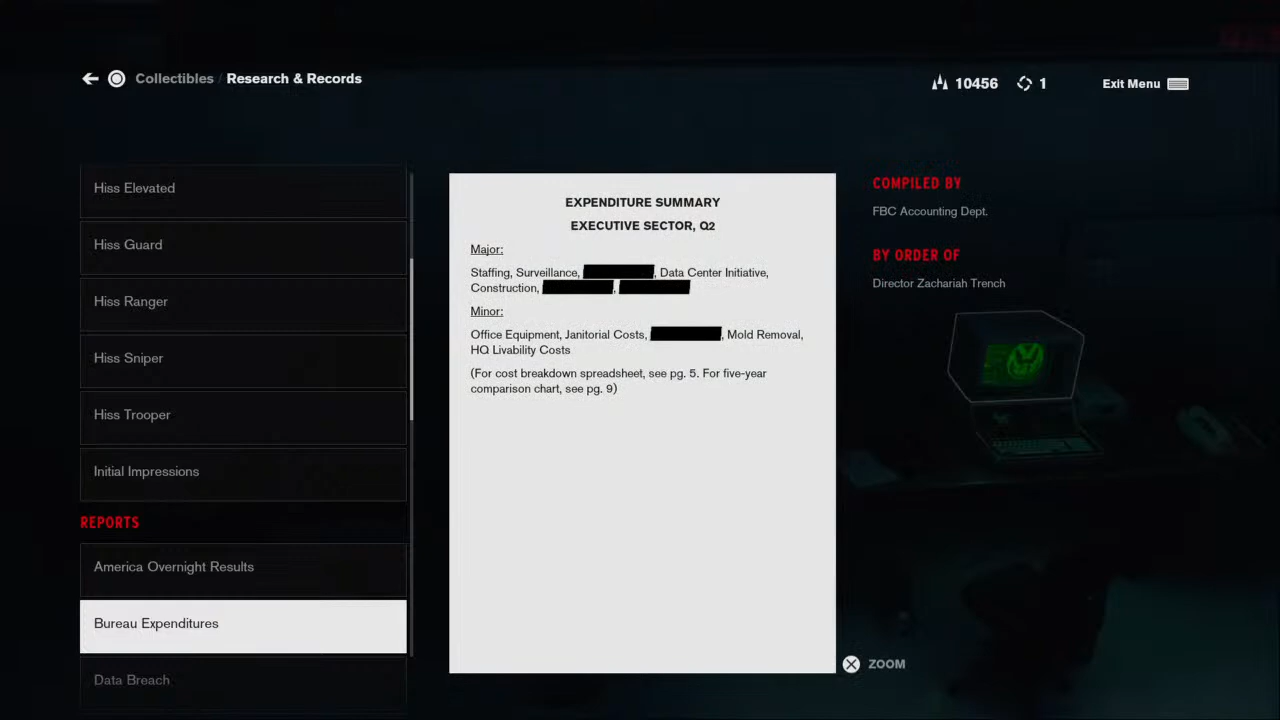 Collectibles / Research & Records
10456
1
Exit Menu
Hiss Elevated
Hiss Guard
Hiss Ranger
Hiss Sniper
Hiss Trooper
Initial Impressions
REPORTS
America Overnight Results
Bureau Expenditures
Data Breach
EXPENDITURE SUMMARY
EXECUTIVE SECTOR, Q2
Major:
Staffing, Surveillance, , Data Center Initiative,
Construction, ,
Minor:
Office Equipment, Janitorial Costs, , Mold Removal,
HQ Livability Costs
(For cost breakdown spreadsheet, see pg. 5. For five-year
comparison chart, see pg. 9)
COMPILED BY
FBC Accounting Dept.
BY ORDER OF
Director Zachariah Trench
ZOOM